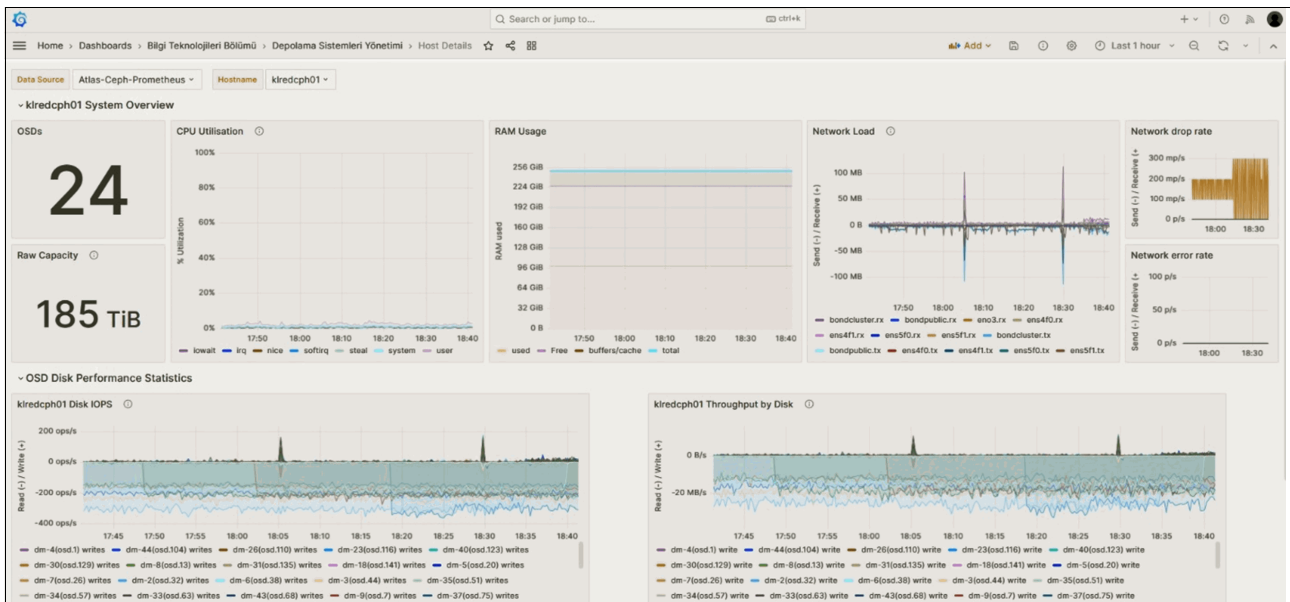 Search or jump to...
ctrl+k
Home › Dashboards › Bilgi Teknolojileri Bölümü › Depolama Sistemleri Yönetimi › Host Details
Add
Last 1 hour
Data Source
Atlas-Ceph-Prometheus
Hostname
klredcph01
klredcph01 System Overview
OSDs
24
Raw Capacity
185 TiB
CPU Utilisation
% Utilization
100%
80%
60%
40%
20%
0%
17:50 18:00 18:10 18:20 18:30 18:40
iowait irq nice softirq steal system user
RAM Usage
RAM used
256 GiB
224 GiB
192 GiB
160 GiB
128 GiB
96 GiB
64 GiB
32 GiB
0 B
17:50 18:00 18:10 18:20 18:30 18:40
used Free buffers/cache total
Network Load
Send (-) / Receive (+)
100 MB
50 MB
0 B
-50 MB
-100 MB
17:50 18:00 18:10 18:20 18:30 18:40
bondcluster.rx bondpublic.rx eno3.rx ens4f0.rx
ens4f1.rx ens5f0.rx ens5f1.rx bondcluster.tx
bondpublic.tx ens4f0.tx ens4f1.tx ens5f0.tx ens5f1.tx
Network drop rate
Send (-) / Receive (+
300 mp/s
200 mp/s
100 mp/s
0 p/s
18:00 18:30
Network error rate
Send (-) / Receive (+
100 p/s
50 p/s
0 p/s
18:00 18:30
OSD Disk Performance Statistics
klredcph01 Disk IOPS
Read (-) / Write (+)
200 ops/s
0 ops/s
-200 ops/s
-400 ops/s
17:45 17:50 17:55 18:00 18:05 18:10 18:15 18:20 18:25 18:30 18:35 18:40
dm-4(osd.1) writes dm-44(osd.104) writes dm-26(osd.110) writes dm-23(osd.116) writes dm-40(osd.123) writes
dm-30(osd.129) writes dm-8(osd.13) writes dm-31(osd.135) writes dm-18(osd.141) writes dm-5(osd.20) writes
dm-7(osd.26) writes dm-2(osd.32) writes dm-6(osd.38) writes dm-3(osd.44) writes dm-35(osd.51) writes
dm-34(osd.57) writes dm-33(osd.63) writes dm-43(osd.68) writes dm-9(osd.7) writes dm-37(osd.75) writes
klredcph01 Throughput by Disk
Read (-) / Write (+)
0 B/s
-20 MB/s
17:45 17:50 17:55 18:00 18:05 18:10 18:15 18:20 18:25 18:30 18:35 18:40
dm-4(osd.1) write dm-44(osd.104) write dm-26(osd.110) write dm-23(osd.116) write dm-40(osd.123) write
dm-30(osd.129) write dm-8(osd.13) write dm-31(osd.135) write dm-18(osd.141) write dm-5(osd.20) write
dm-7(osd.26) write dm-2(osd.32) write dm-6(osd.38) write dm-3(osd.44) write dm-35(osd.51) write
dm-34(osd.57) write dm-33(osd.63) write dm-43(osd.68) write dm-9(osd.7) write dm-37(osd.75) write